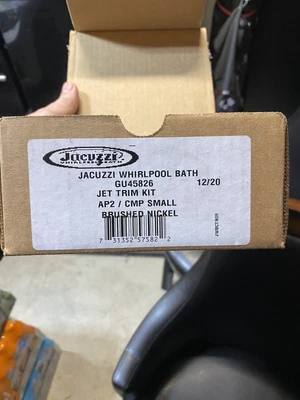 Jacuzzi
WHIRLPOOL BATH
JACUZZI WHIRLPOOL BATH
GU45826 12/20
JET TRIM KIT
AP2 / CMP SMALL
BRUSHED NICKEL
7 31352 57582 2